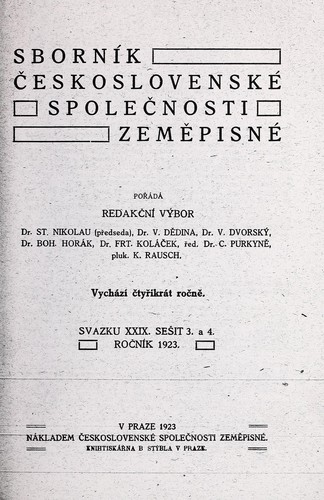 SBORNÍK
ČESKOSLOVENSKÉ
SPOLEČNOSTI
ZEMĚPISNÉ
POŘÁDÁ
REDAKČNÍ VÝBOR
Dr. ST. NIKOLAU (předseda), Dr. V. DĚDINA, Dr. V. DVORSKÝ,
Dr. BOH. HORÁK, Dr. FRT. KOLÁČEK, řed. Dr. C. PURKYNĚ,
pluk. K. RAUSCH.
Vychází čtyřikrát ročně.
SVAZKU XXIX. SEŠIT 3. a 4.
ROČNÍK 1923.
V PRAZE 1923
NÁKLADEM ČESKOSLOVENSKÉ SPOLEČNOSTI ZEMĚPISNÉ.
KNIHTISKÁRNA B STÝBLA V PRAZE.